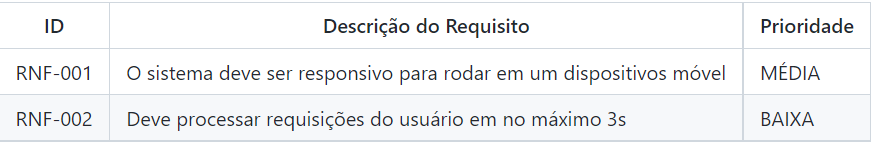 ID Descrição do Requisito Prioridade
RNF-001 O sistema deve ser responsivo para rodar em um dispositivos móvel MÉDIA
RNF-002 Deve processar requisições do usuário em no máximo 3s BAIXA